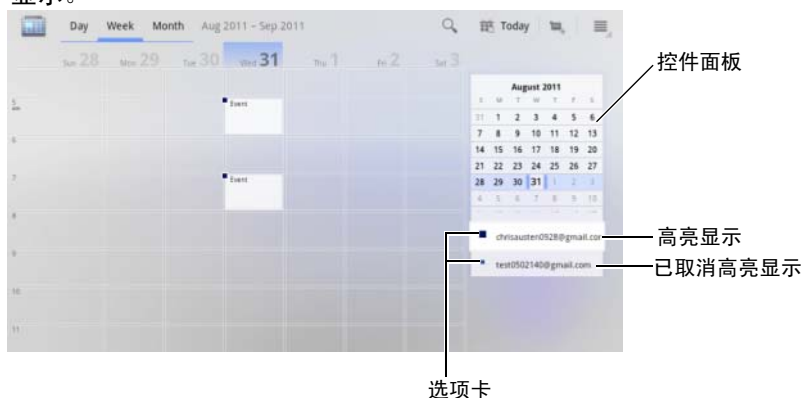 显示。
Day Week Month Aug 2011 – Sep 2011 Today
Sun 28 Mon 29 Tue 30 Wed 31 Thu 1 Fri 2 Sat 3
控件面板
August 2011
S M T W T F S
31 1 2 3 4 5 6
7 8 9 10 11 12 13
14 15 16 17 18 19 20
21 22 23 24 25 26 27
28 29 30 31 1 2 3
4 5 6 7 8 9 10
5
am
Event
6
7
Event
8
9
10
11
chrisausten0928@gmail.com
高亮显示
test0502140@gmail.com
已取消高亮显示
选项卡